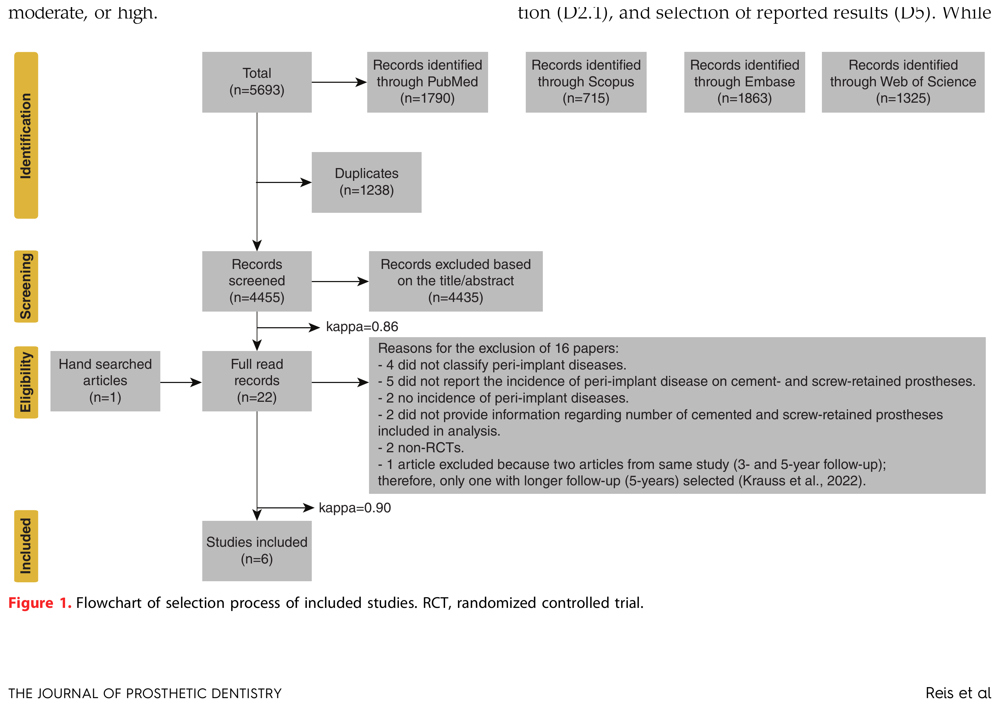 moderate, or high.
tion (D2.1), and selection of reported results (D5). While
Identification
Total
(n=5693)
Records identified
through PubMed
(n=1790)
Records identified
through Scopus
(n=715)
Records identified
through Embase
(n=1863)
Records identified
through Web of Science
(n=1325)
Duplicates
(n=1238)
Screening
Records
screened
(n=4455)
Records excluded based
on the title/abstract
(n=4435)
kappa=0.86
Eligibility
Hand searched
articles
(n=1)
Full read
records
(n=22)
Reasons for the exclusion of 16 papers:
- 4 did not classify peri-implant diseases.
- 5 did not report the incidence of peri-implant disease on cement- and screw-retained prostheses.
- 2 no incidence of peri-implant diseases.
- 2 did not provide information regarding number of cemented and screw-retained prostheses
included in analysis.
- 2 non-RCTs.
- 1 article excluded because two articles from same study (3- and 5-year follow-up);
therefore, only one with longer follow-up (5-years) selected (Krauss et al., 2022).
kappa=0.90
Included
Studies included
(n=6)
Figure 1. Flowchart of selection process of included studies. RCT, randomized controlled trial.
THE JOURNAL OF PROSTHETIC DENTISTRY
Reis et al